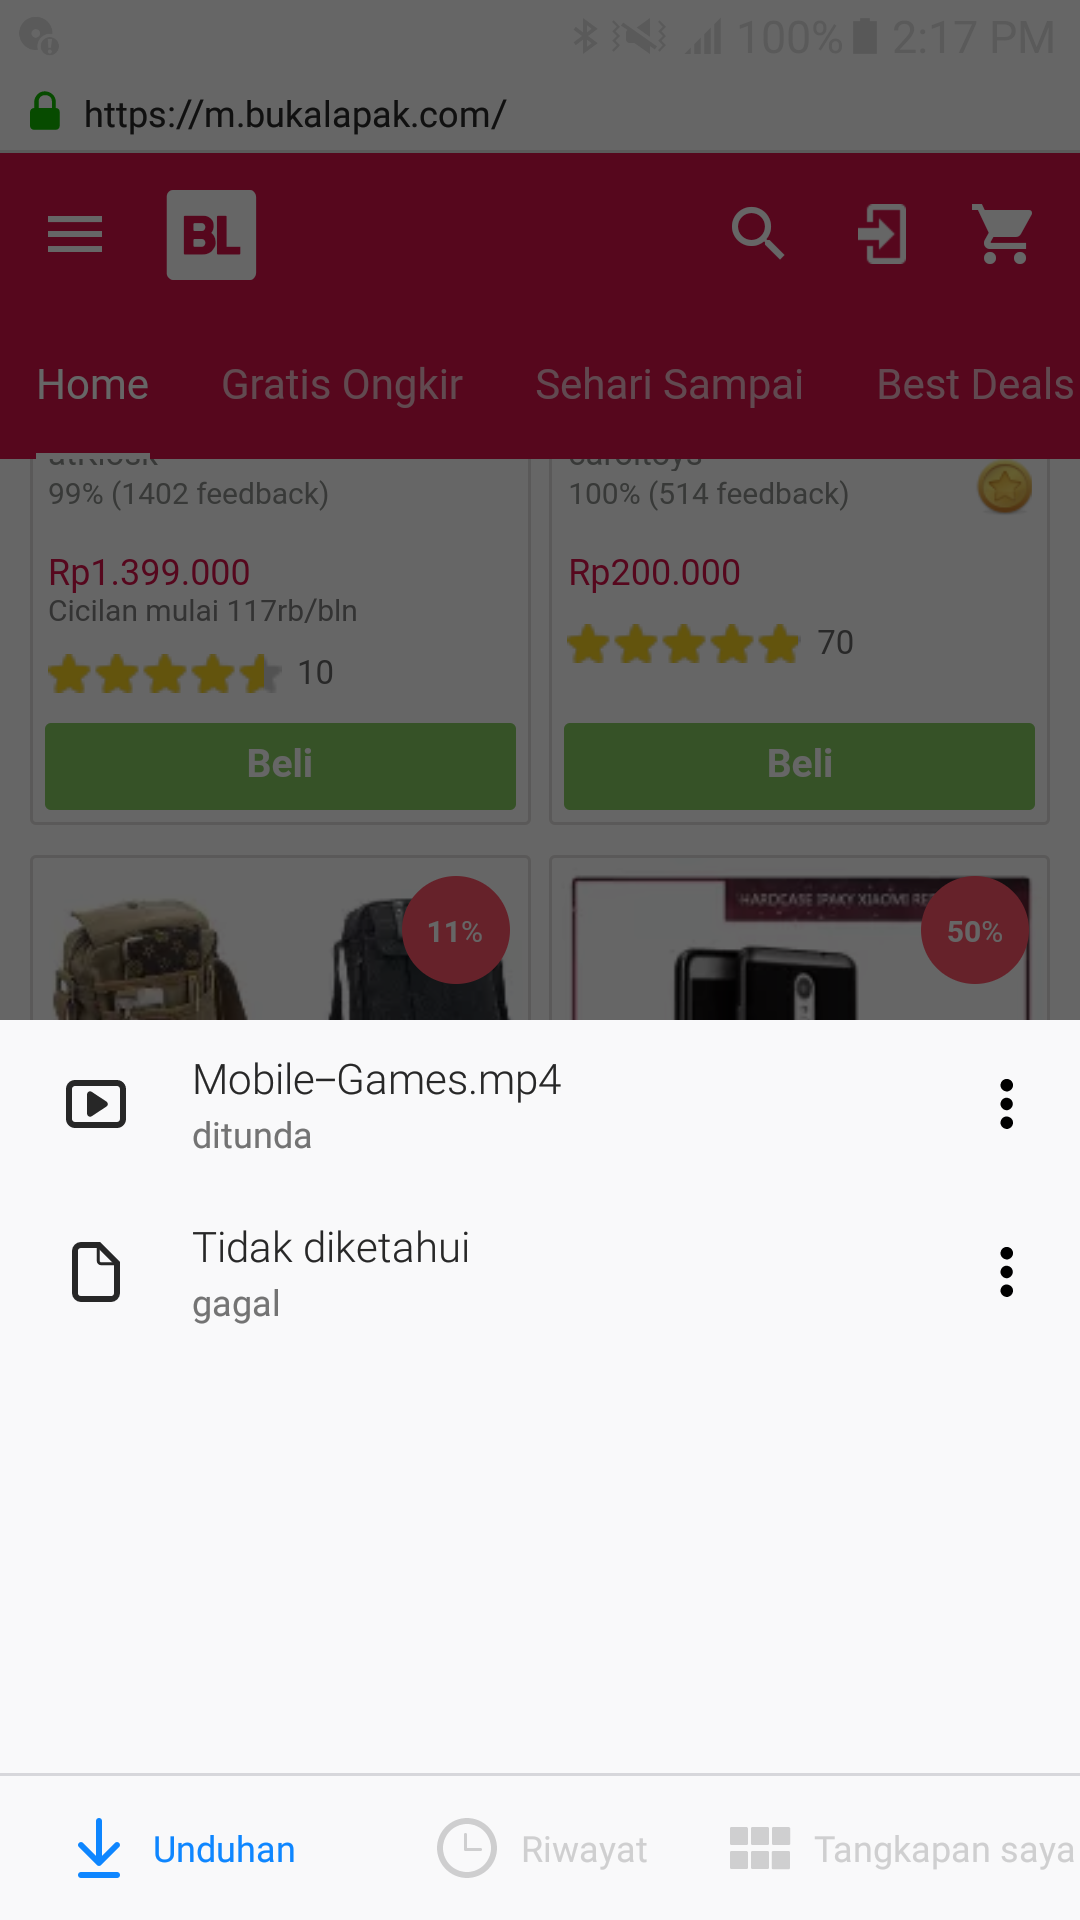 100% 2:17 PM
https://m.bukalapak.com/
BL
Home Gratis Ongkir Sehari Sampai Best Deals
99% (1402 feedback)
100% (514 feedback)
Rp1.399.000
Cicilan mulai 117rb/bln
Rp200.000
10
70
Beli
Beli
11%
HARDCASE IPAKY XIAOMI
50%
Mobile–Games.mp4
ditunda
Tidak diketahui
gagal
Unduhan Riwayat Tangkapan saya